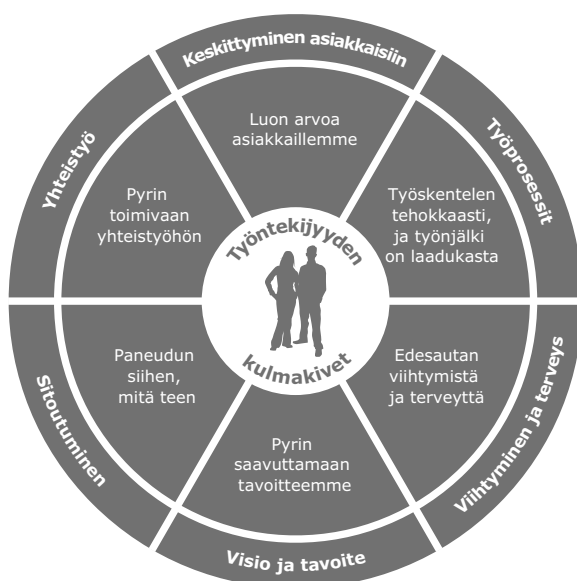 Keskittyminen asiakkaisiin
Luon arvoa
asiakkaillemme
Työprosessit
Työskentelen
tehokkaasti,
ja työnjälki
on laadukasta
Viihtyminen ja terveys
Edesautan
viihtymistä
ja terveyttä
Visio ja tavoite
Pyrin
saavuttamaan
tavoitteemme
Sitoutuminen
Paneudun
siihen,
mitä teen
Yhteistyö
Pyrin
toimivaan
yhteistyöhön
Työntekijyyden
kulmakivet